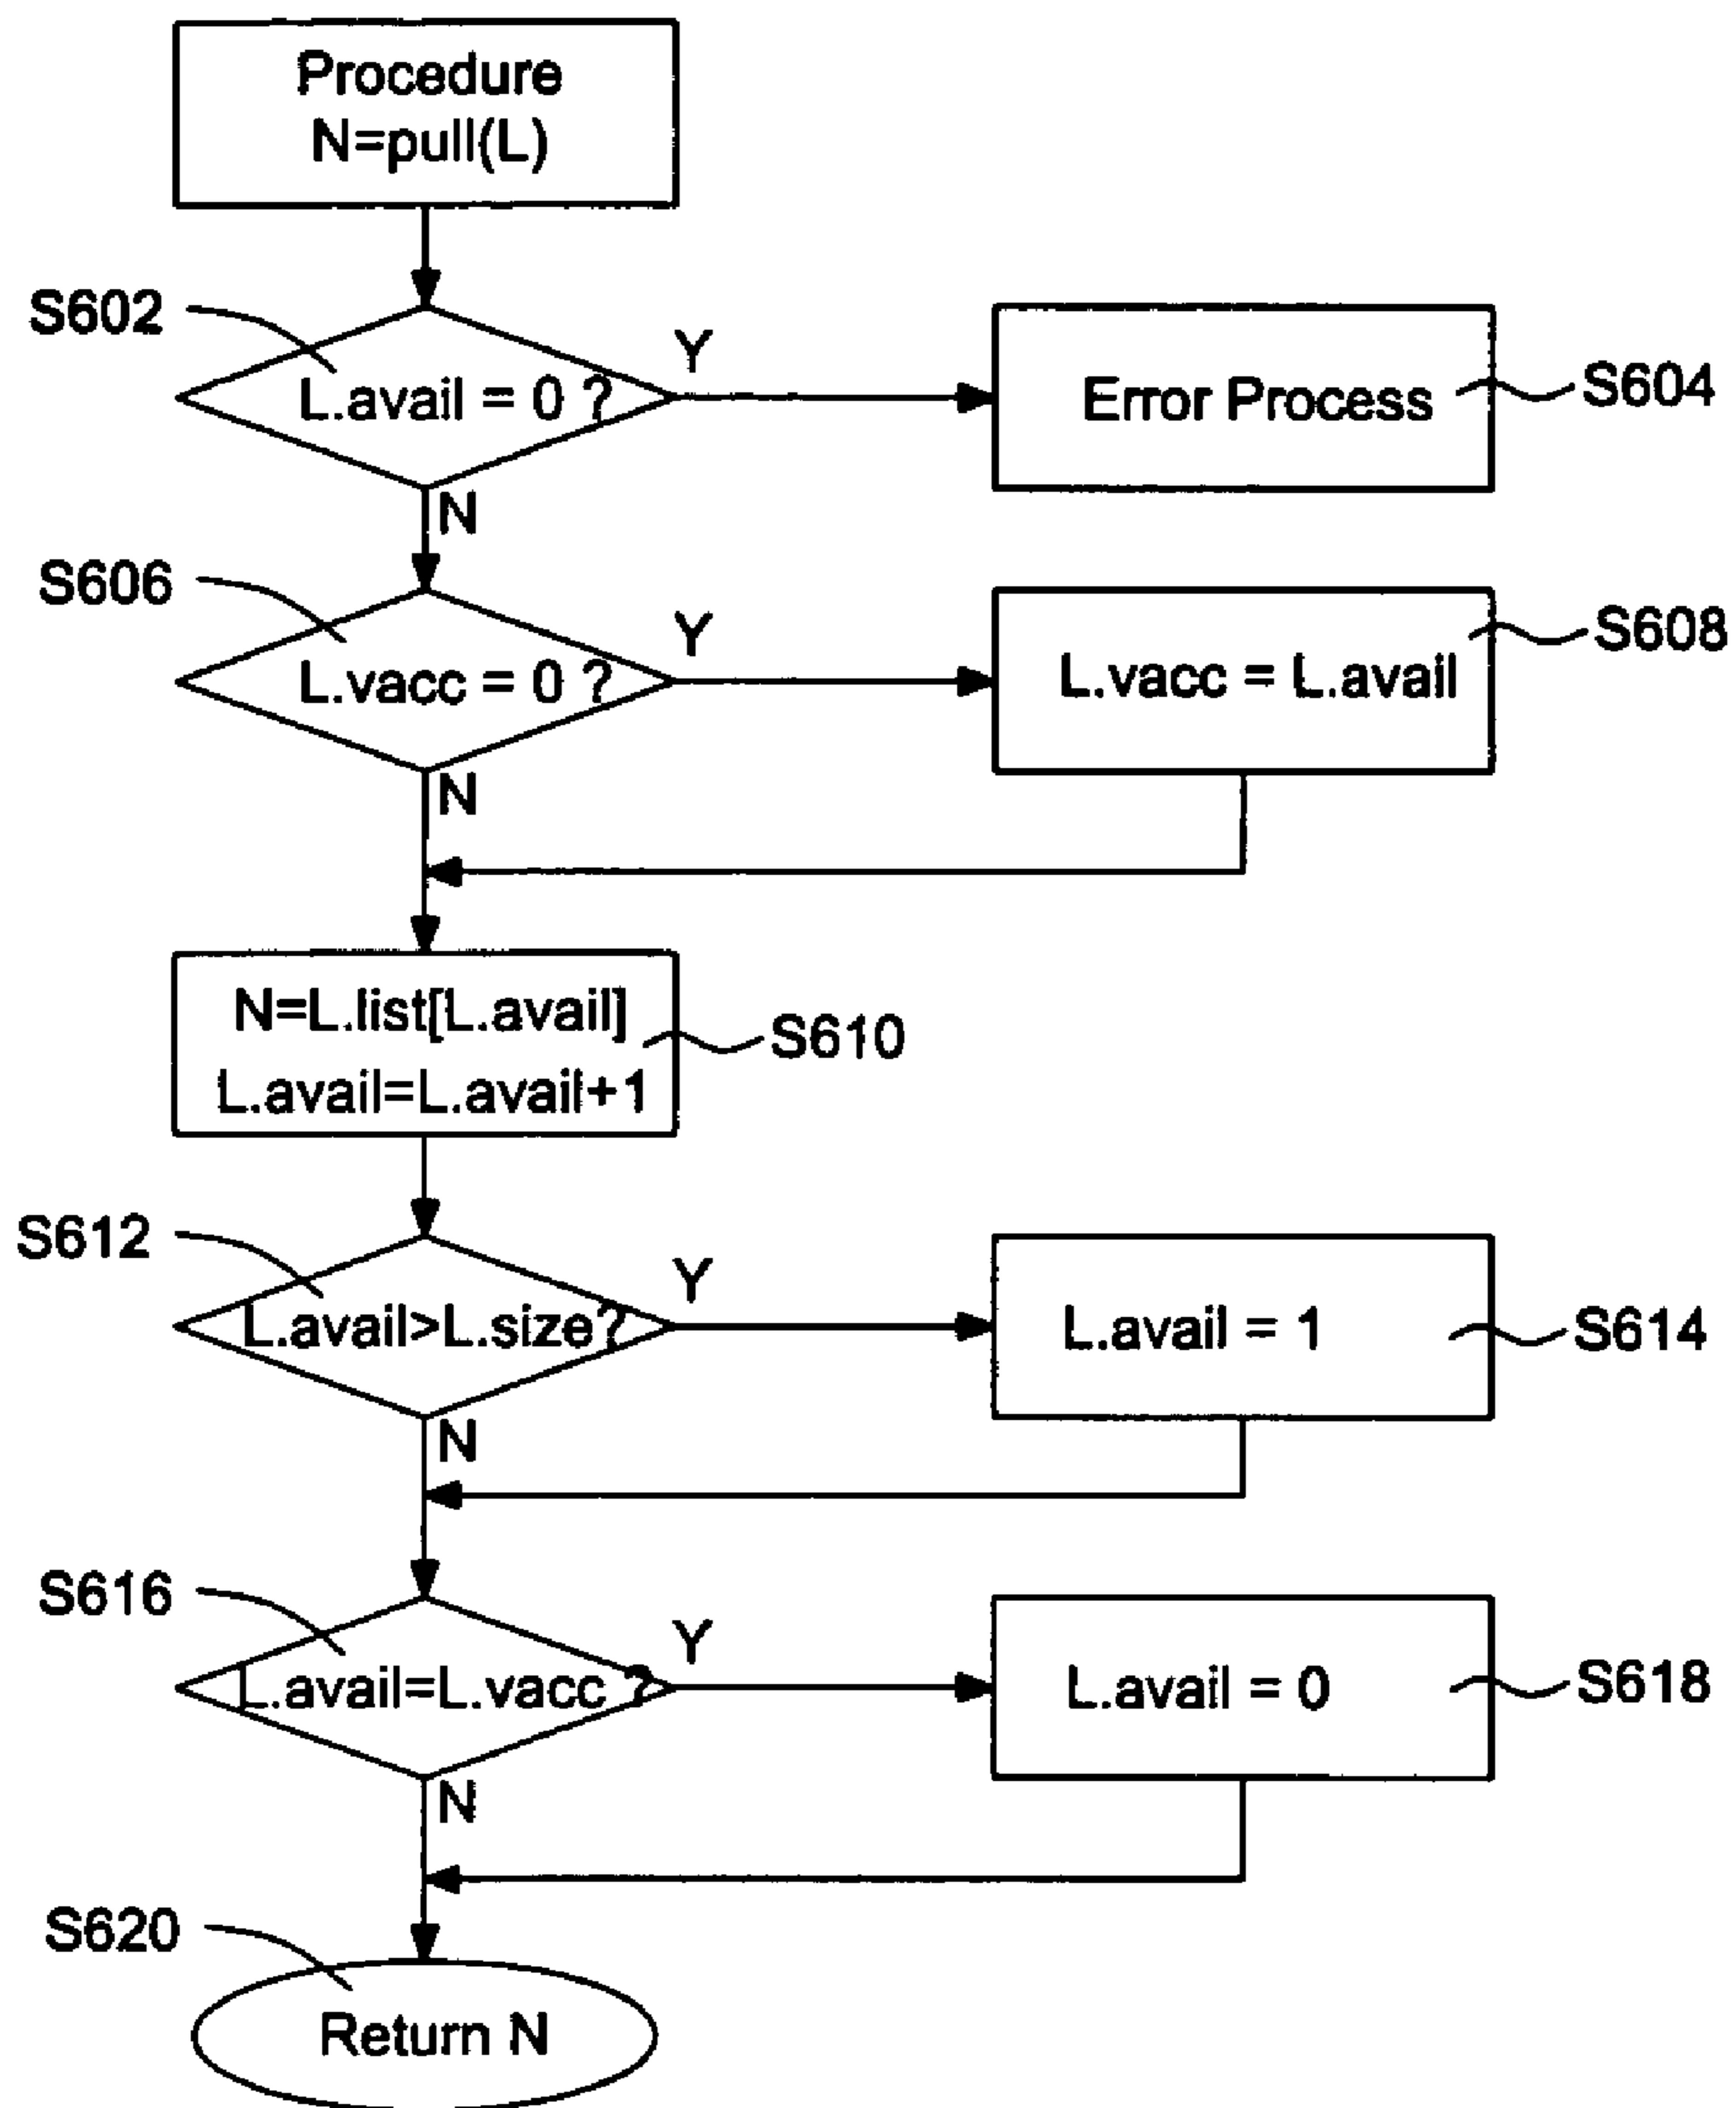 Procedure
N=pull(L)
S602
L.avail = 0 ?
Y
Error Process
S604
N
S606
L.vacc = 0 ?
Y
L.vacc = L.avail
S608
N
N=L.list[L.avail]
L.avail=L.avail+1
S610
S612
L.avail>L.size?
Y
L.avail = 1
S614
N
S616
L.avail=L.vacc ?
Y
L.avail = 0
S618
N
S620
Return N